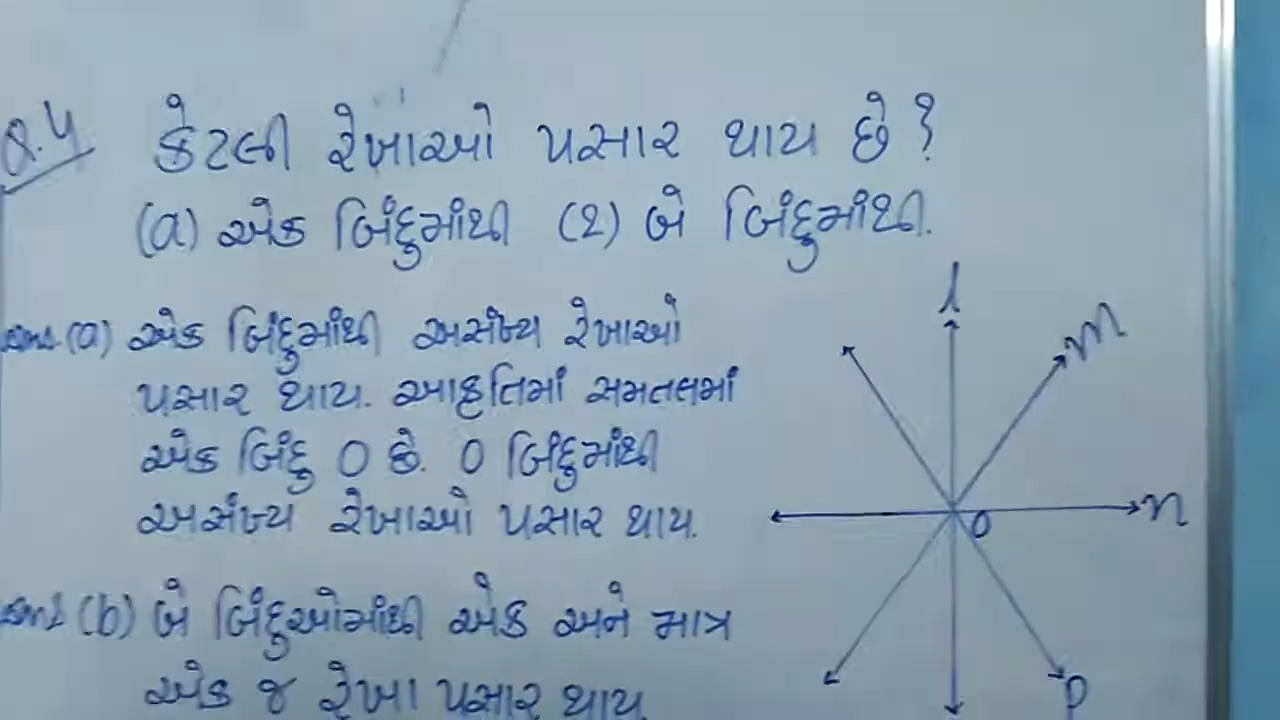 Q.4 કેટલી રેખાઓ પસાર થાય છે?
(a) એક બિંદુમાંથી (2) બે બિંદુમાંથી.
ans (a) એક બિંદુમાંથી અસંખ્ય રેખાઓ
પસાર થાય. આકૃતિમાં સમતલમાં
એક બિંદુ O છે. O બિંદુમાંથી
અસંખ્ય રેખાઓ પસાર થાય.
ans (b) બે બિંદુઓમાંથી એક અને માત્ર
એક જ રેખા પસાર થાય
l
m
n
O
p